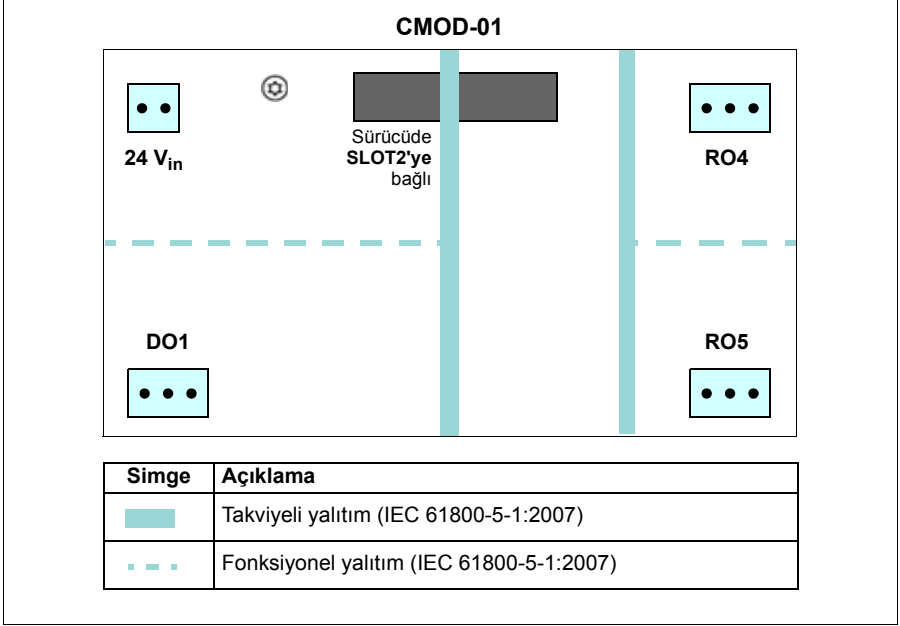 CMOD-01
24 Vin
Sürücüde
SLOT2'ye
bağlı
RO4
DO1
RO5
Simge Açıklama
Takviyeli yalıtım (IEC 61800-5-1:2007)
Fonksiyonel yalıtım (IEC 61800-5-1:2007)